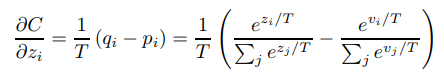 ∂C/∂z_i = 1/T (q_i − p_i) = 1/T ( e^{z_i/T} / ∑_j e^{z_j/T} − e^{v_i/T} / ∑_j e^{v_j/T} )